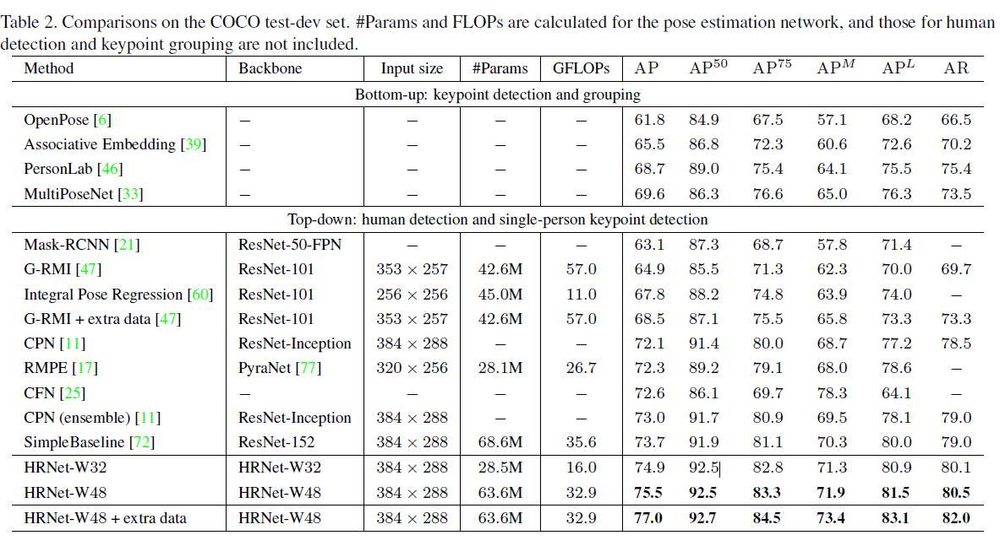 Table 2. Comparisons on the COCO test-dev set. #Params and FLOPs are calculated for the pose estimation network, and those for human
detection and keypoint grouping are not included.
Method Backbone Input size #Params GFLOPs AP AP^50 AP^75 AP^M AP^L AR
Bottom-up: keypoint detection and grouping
OpenPose [6] – – – – 61.8 84.9 67.5 57.1 68.2 66.5
Associative Embedding [39] – – – – 65.5 86.8 72.3 60.6 72.6 70.2
PersonLab [46] – – – – 68.7 89.0 75.4 64.1 75.5 75.4
MultiPoseNet [33] – – – – 69.6 86.3 76.6 65.0 76.3 73.5
Top-down: human detection and single-person keypoint detection
Mask-RCNN [21] ResNet-50-FPN – – – 63.1 87.3 68.7 57.8 71.4 –
G-RMI [47] ResNet-101 353 × 257 42.6M 57.0 64.9 85.5 71.3 62.3 70.0 69.7
Integral Pose Regression [60] ResNet-101 256 × 256 45.0M 11.0 67.8 88.2 74.8 63.9 74.0 –
G-RMI + extra data [47] ResNet-101 353 × 257 42.6M 57.0 68.5 87.1 75.5 65.8 73.3 73.3
CPN [11] ResNet-Inception 384 × 288 – – 72.1 91.4 80.0 68.7 77.2 78.5
RMPE [17] PyraNet [77] 320 × 256 28.1M 26.7 72.3 89.2 79.1 68.0 78.6 –
CFN [25] – – – – 72.6 86.1 69.7 78.3 64.1 –
CPN (ensemble) [11] ResNet-Inception 384 × 288 – – 73.0 91.7 80.9 69.5 78.1 79.0
SimpleBaseline [72] ResNet-152 384 × 288 68.6M 35.6 73.7 91.9 81.1 70.3 80.0 79.0
HRNet-W32 HRNet-W32 384 × 288 28.5M 16.0 74.9 92.5 82.8 71.3 80.9 80.1
HRNet-W48 HRNet-W48 384 × 288 63.6M 32.9 75.5 92.5 83.3 71.9 81.5 80.5
HRNet-W48 + extra data HRNet-W48 384 × 288 63.6M 32.9 77.0 92.7 84.5 73.4 83.1 82.0